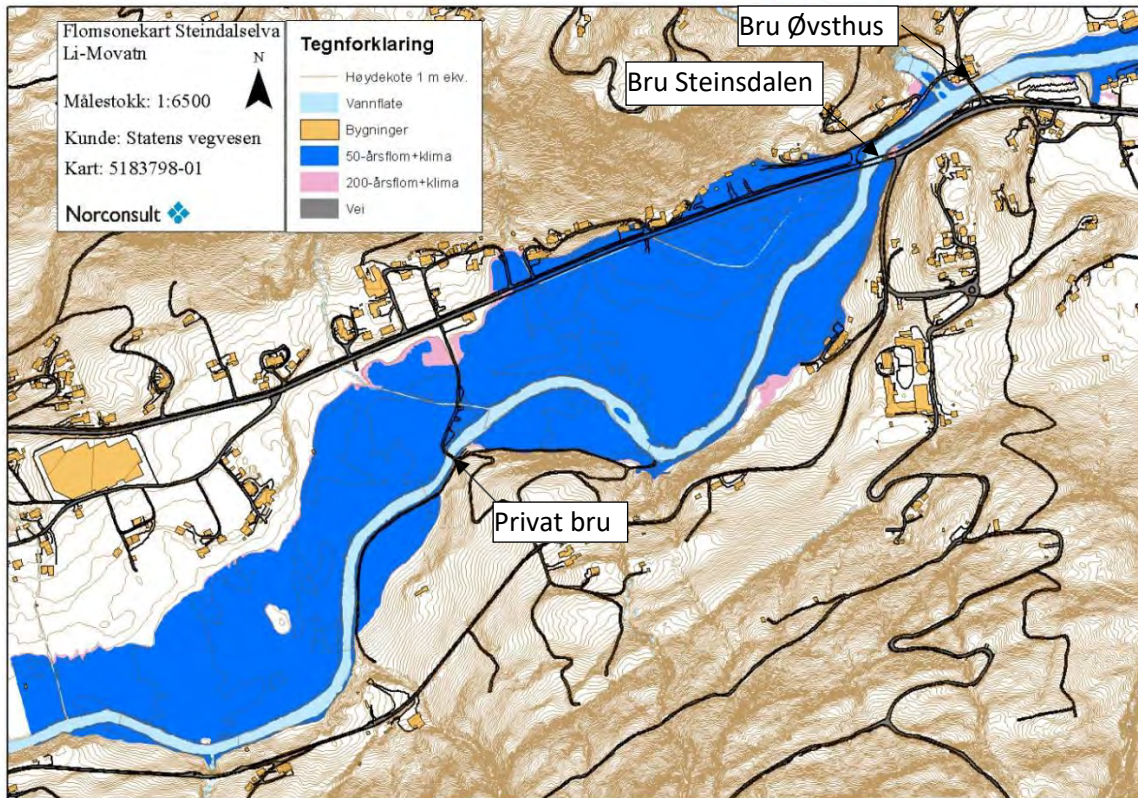 Flomsonekart Steindalselva
Li-Movatn
N
Målestokk: 1:6500
Kunde: Statens vegvesen
Kart: 5183798-01
Norconsult
Tegnforklaring
Høydekote 1 m ekv.
Vannflate
Bygninger
50-årsflom+klima
200-årsflom+klima
Vei
Bru Øvsthus
Bru Steinsdalen
Privat bru